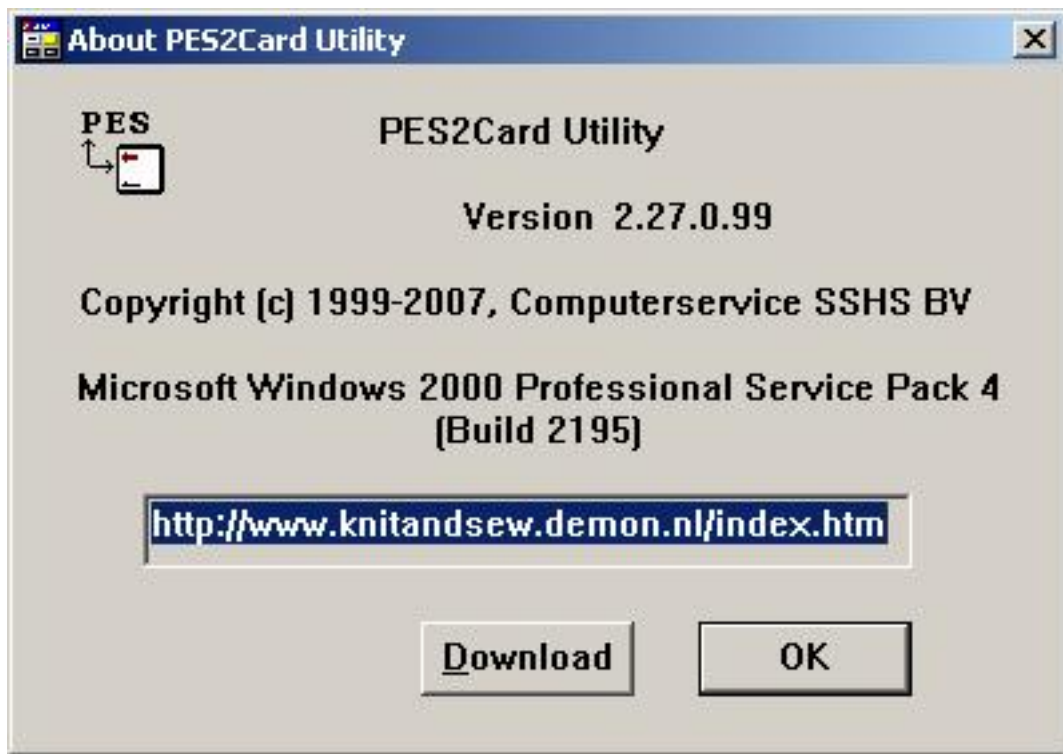 About PES2Card Utility
PES
PES2Card Utility
Version 2.27.0.99
Copyright (c) 1999-2007, Computerservice SSHS BV
Microsoft Windows 2000 Professional Service Pack 4
(Build 2195)
http://www.knitandsew.demon.nl/index.htm
Download
OK